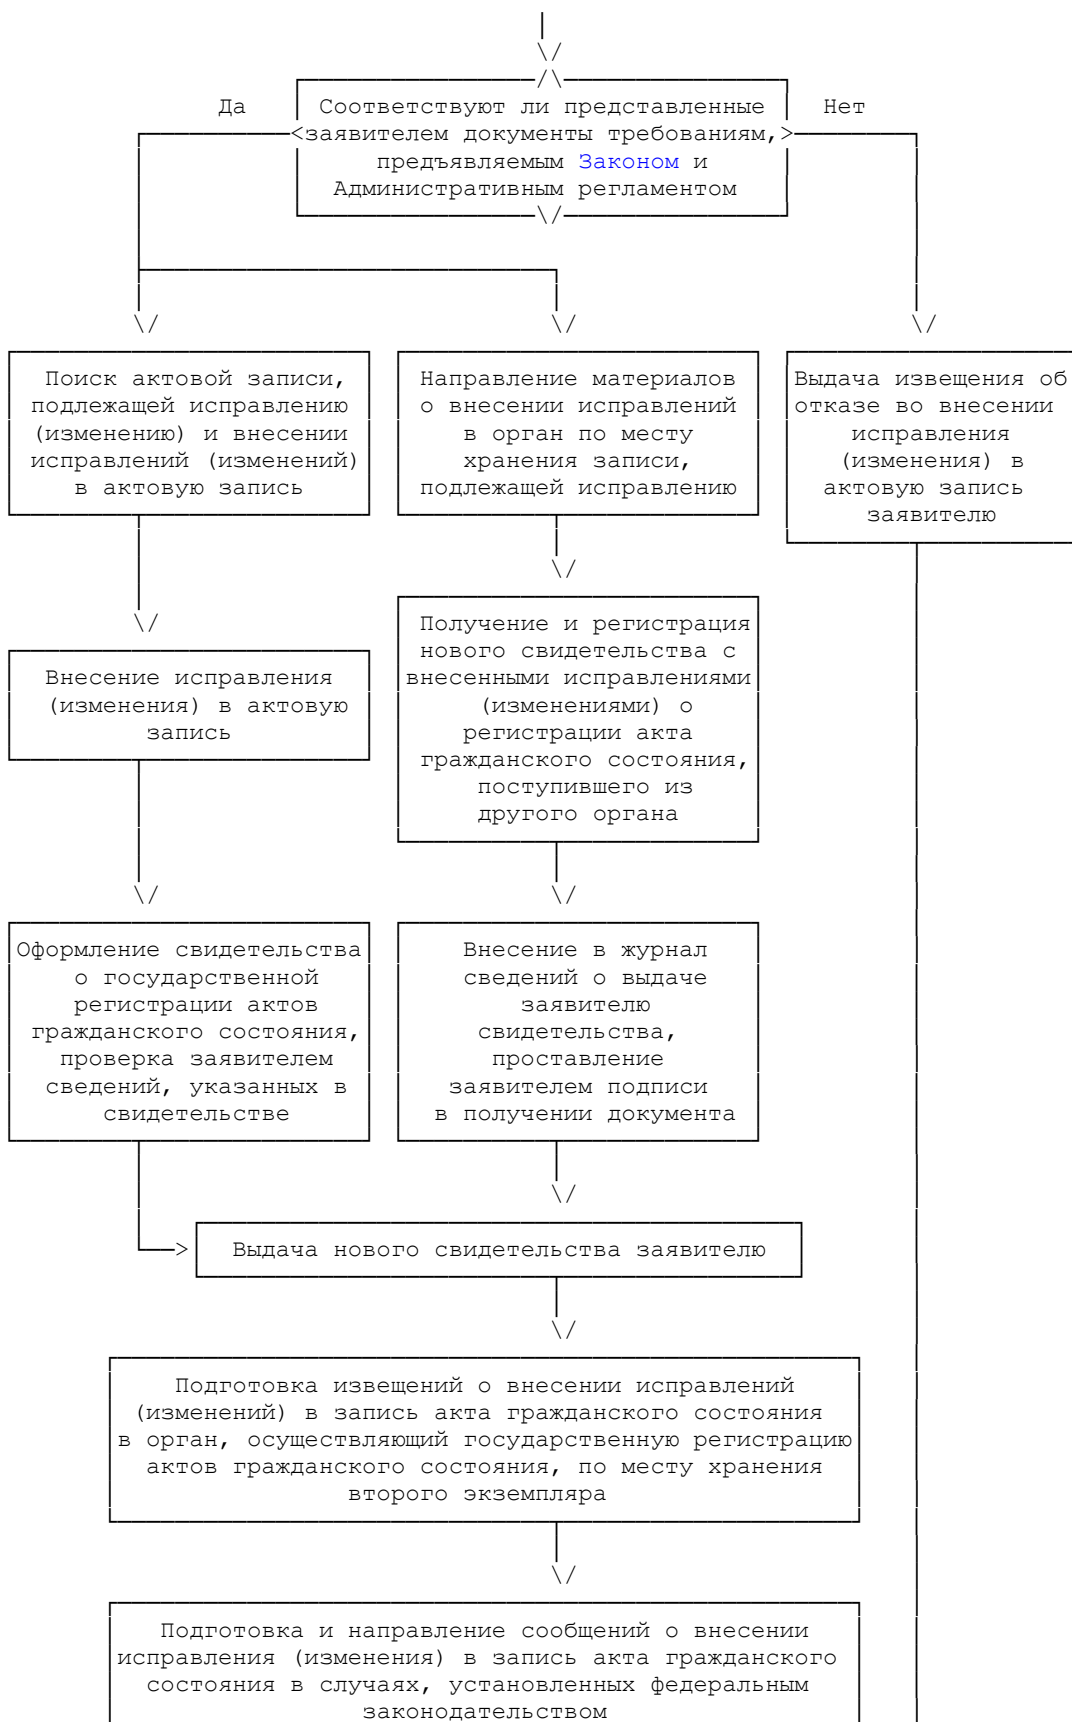 Да
Нет
Соответствуют ли представленные
заявителем документы требованиям,
предъявляемым Законом и
Административным регламентом
Поиск актовой записи,
подлежащей исправлению
(изменению) и внесении
исправлений (изменений)
в актовую запись
Направление материалов
о внесении исправлений
в орган по месту
хранения записи,
подлежащей исправлению
Выдача извещения об
отказе во внесении
исправления
(изменения) в
актовую запись
заявителю
Внесение исправления
(изменения) в актовую
запись
Получение и регистрация
нового свидетельства с
внесенными исправлениями
(изменениями) о
регистрации акта
гражданского состояния,
поступившего из
другого органа
Оформление свидетельства
о государственной
регистрации актов
гражданского состояния,
проверка заявителем
сведений, указанных в
свидетельстве
Внесение в журнал
сведений о выдаче
заявителю
свидетельства,
проставление
заявителем подписи
в получении документа
Выдача нового свидетельства заявителю
Подготовка извещений о внесении исправлений
(изменений) в запись акта гражданского состояния
в орган, осуществляющий государственную регистрацию
актов гражданского состояния, по месту хранения
второго экземпляра
Подготовка и направление сообщений о внесении
исправления (изменения) в запись акта гражданского
состояния в случаях, установленных федеральным
законодательством